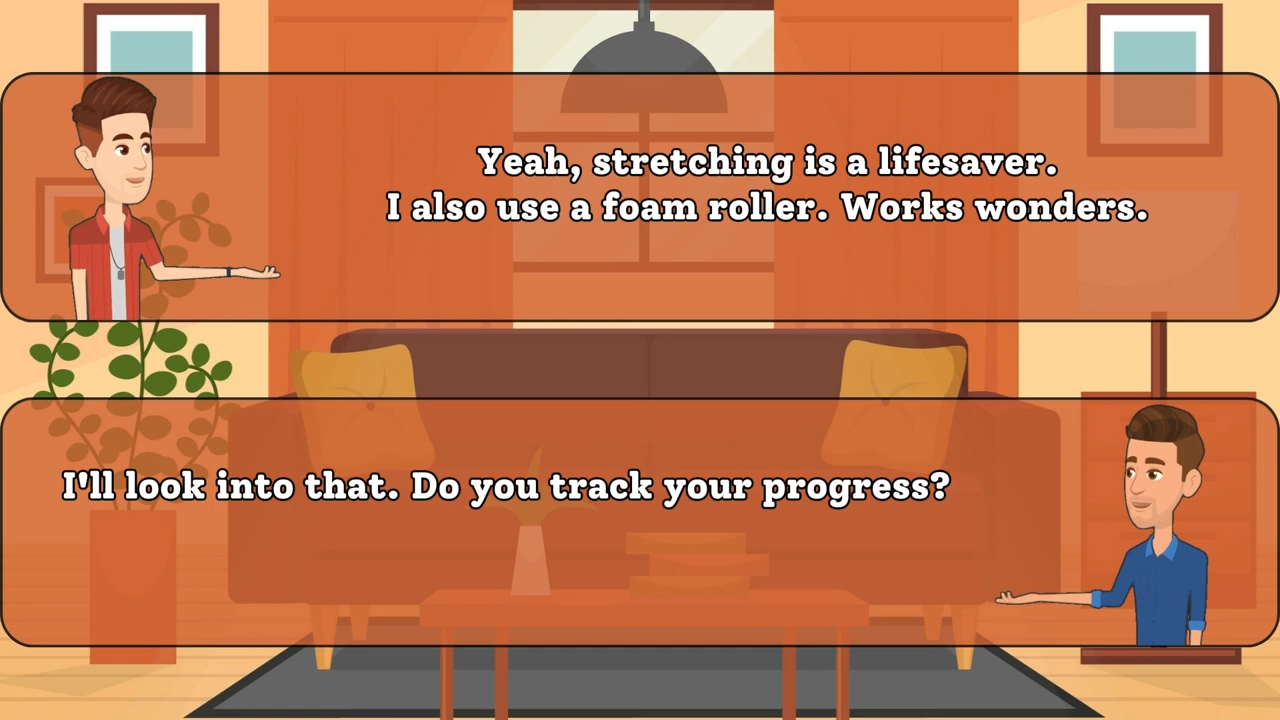 Yeah, stretching is a lifesaver.
I also use a foam roller. Works wonders.
I'll look into that. Do you track your progress?